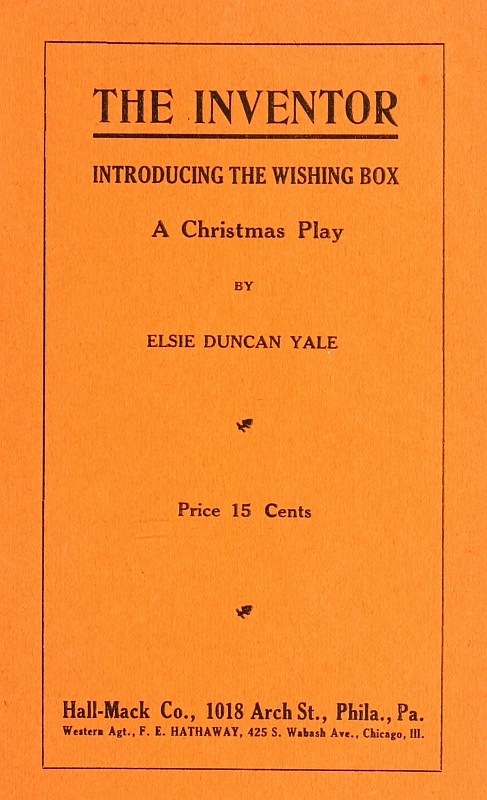 THE INVENTOR
INTRODUCING THE WISHING BOX
A Christmas Play
BY
ELSIE DUNCAN YALE
Price 15 Cents
Hall-Mack Co., 1018 Arch St., Phila., Pa.
Western Agt., F. E. HATHAWAY, 425 S. Wabash Ave., Chicago, Ill.